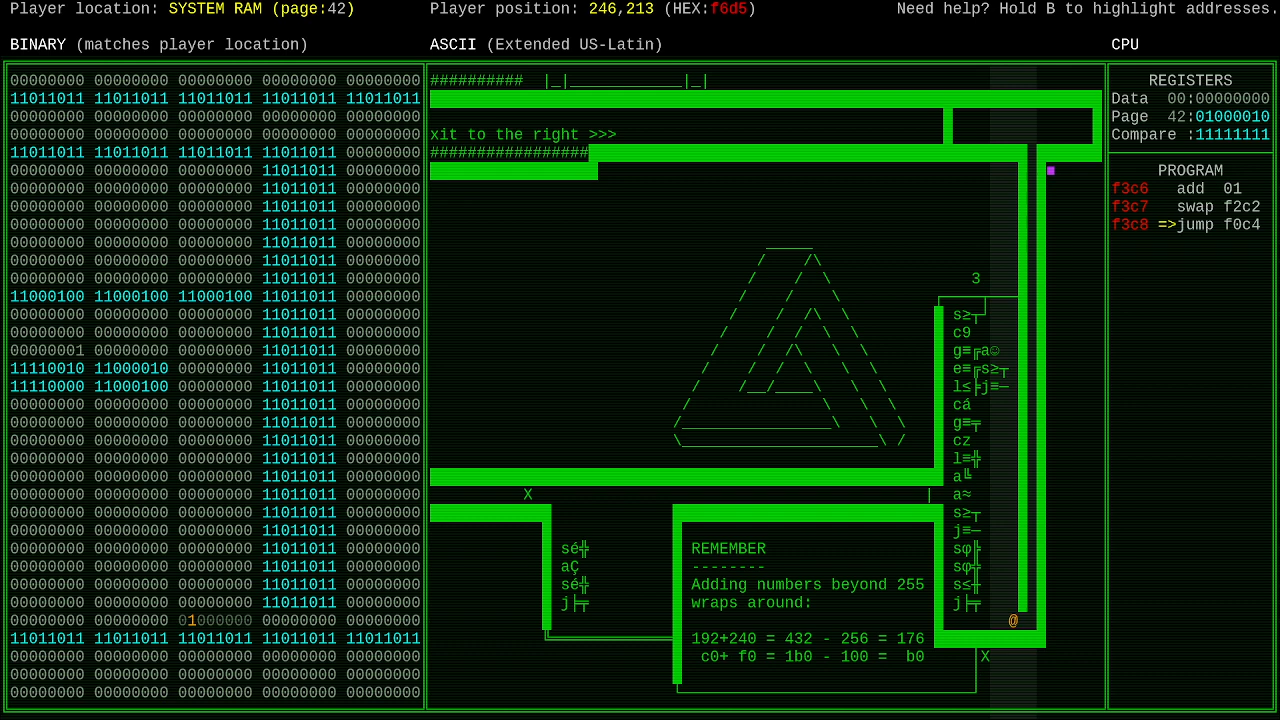 Player location: SYSTEM RAM (page:42)
Player position: 246,213 (HEX:f6d5)
Need help? Hold B to highlight addresses.
BINARY (matches player location)
ASCII (Extended US-Latin)
CPU
00000000 00000000 00000000 00000000 00000000
11011011 11011011 11011011 11011011 11011011
00000000 00000000 00000000 00000000 00000000
00000000 00000000 00000000 00000000 00000000
11011011 11011011 11011011 11011011 00000000
00000000 00000000 00000000 11011011 00000000
00000000 00000000 00000000 11011011 00000000
00000000 00000000 00000000 11011011 00000000
00000000 00000000 00000000 11011011 00000000
00000000 00000000 00000000 11011011 00000000
00000000 00000000 00000000 11011011 00000000
00000000 00000000 00000000 11011011 00000000
11000100 11000100 11000100 11011011 00000000
00000000 00000000 00000000 11011011 00000000
00000000 00000000 00000000 11011011 00000000
00000001 00000000 00000000 11011011 00000000
11110010 11000010 00000000 11011011 00000000
11110000 11000100 00000000 11011011 00000000
00000000 00000000 00000000 11011011 00000000
00000000 00000000 00000000 11011011 00000000
00000000 00000000 00000000 11011011 00000000
00000000 00000000 00000000 11011011 00000000
00000000 00000000 00000000 11011011 00000000
00000000 00000000 00000000 11011011 00000000
00000000 00000000 00000000 11011011 00000000
00000000 00000000 00000000 11011011 00000000
00000000 00000000 00000000 11011011 00000000
00000000 00000000 00000000 11011011 00000000
00000000 00000000 00000000 11011011 00000000
00000000 00000000 00000000 11011011 00000000
00000000 00000000 01000000 00000000 00000000
11011011 11011011 11011011 11011011 11011011
00000000 00000000 00000000 00000000 00000000
00000000 00000000 00000000 00000000 00000000
00000000 00000000 00000000 00000000 00000000
########## |_|____________|_|
xit to the right >>>
#################
3
s≥┬
c9
g≡╔a☺
e≡╔s≥┬
l≤╞j≡─
cá
g≡╤
cz
l≡╬
a╚
X | a≈
s≥┬
j≡─
sφ╠
sφ╬
s≤╫
j╞╤
@
X
sé╬
aÇ
sé╬
j╞╤
REMEMBER
--------
Adding numbers beyond 255
wraps around:
192+240 = 432 - 256 = 176
c0+ f0 = 1b0 - 100 = b0
REGISTERS
Data 00:00000000
Page 42:01000010
Compare :11111111
PROGRAM
f3c6 add 01
f3c7 swap f2c2
f3c8 =>jump f0c4